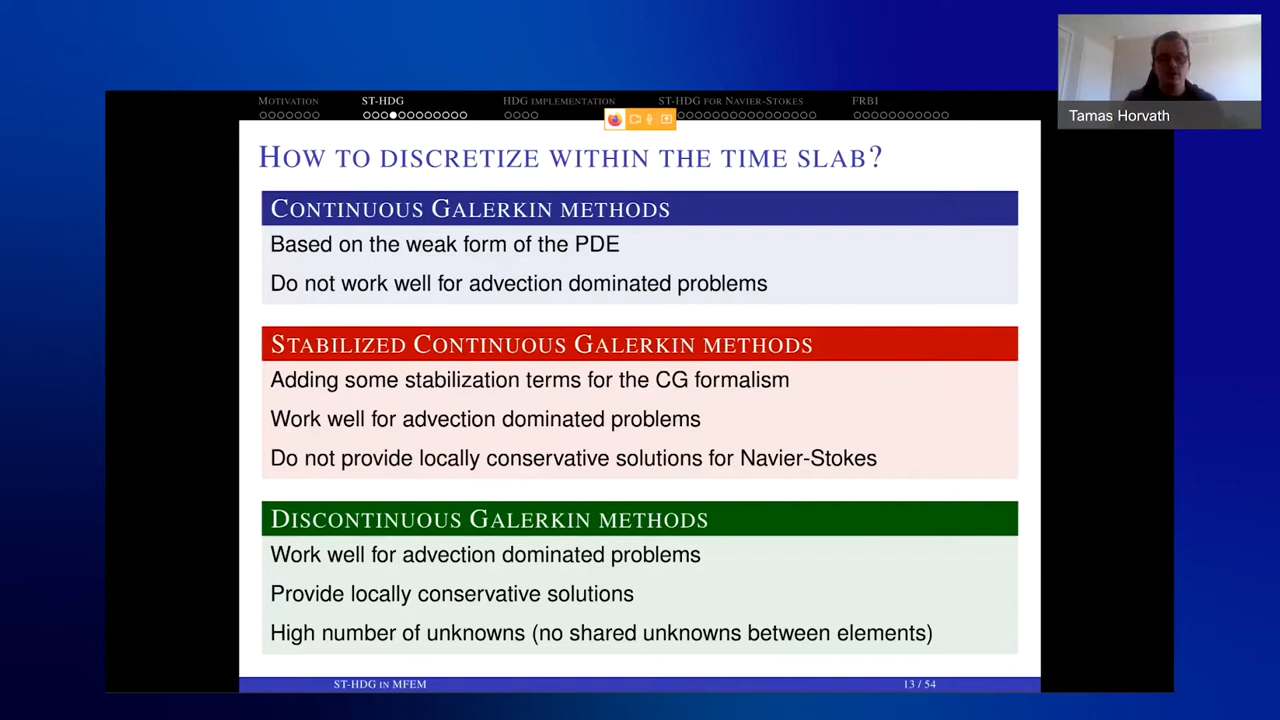 MOTIVATION ST-HDG HDG IMPLEMENTATION ST-HDG FOR NAVIER-STOKES FRBI
Tamas Horvath
HOW TO DISCRETIZE WITHIN THE TIME SLAB?
CONTINUOUS GALERKIN METHODS
Based on the weak form of the PDE
Do not work well for advection dominated problems
STABILIZED CONTINUOUS GALERKIN METHODS
Adding some stabilization terms for the CG formalism
Work well for advection dominated problems
Do not provide locally conservative solutions for Navier-Stokes
DISCONTINUOUS GALERKIN METHODS
Work well for advection dominated problems
Provide locally conservative solutions
High number of unknowns (no shared unknowns between elements)
ST-HDG IN MFEM 13 / 54